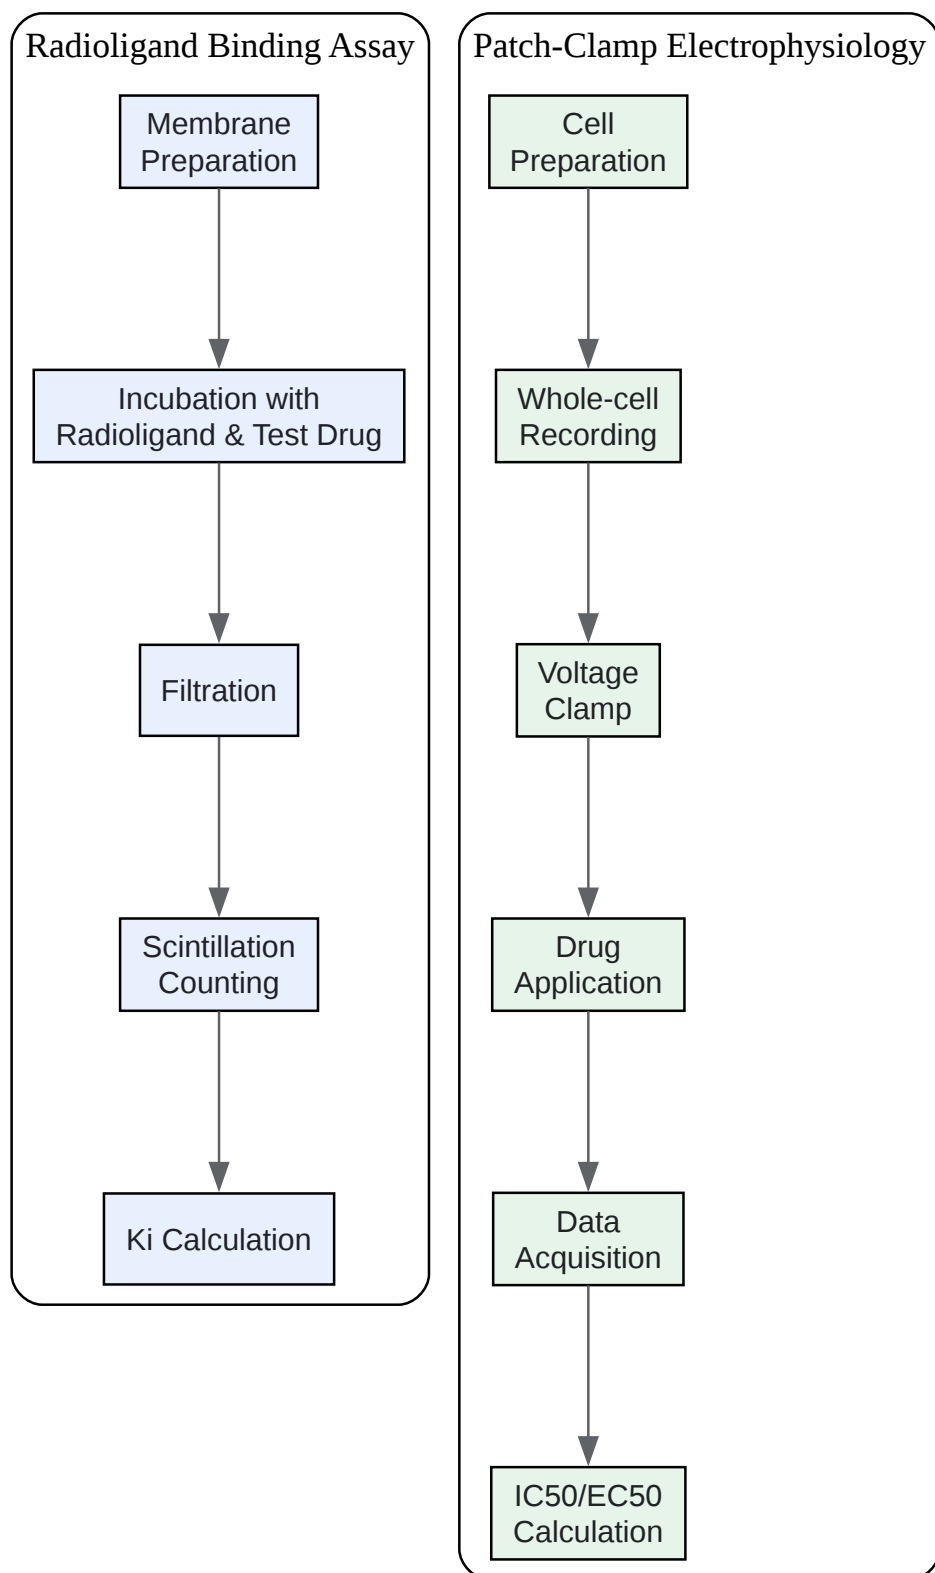 Radioligand Binding Assay
Membrane
Preparation
Incubation with
Radioligand & Test Drug
Filtration
Scintillation
Counting
Ki Calculation
Patch-Clamp Electrophysiology
Cell
Preparation
Whole-cell
Recording
Voltage
Clamp
Drug
Application
Data
Acquisition
IC50/EC50
Calculation